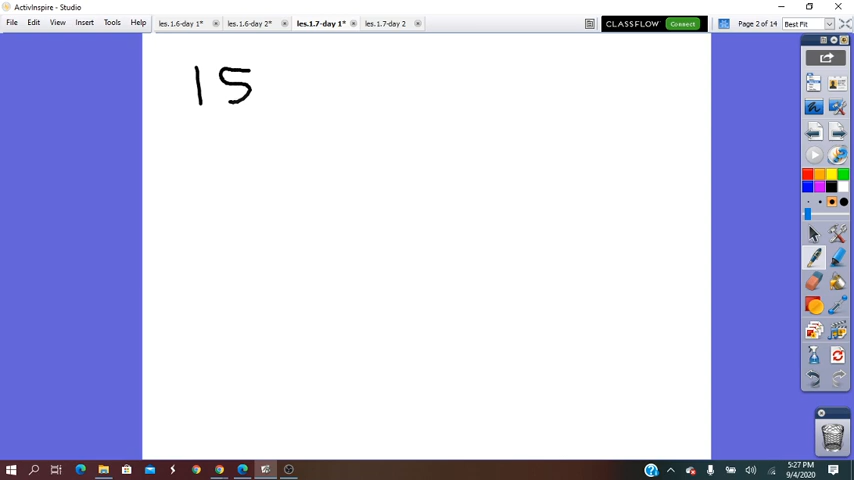 ActivInspire - Studio
File Edit View Insert Tools Help
les.1.6-day 1* les.1.6-day 2* les.1.7-day 1* les.1.7-day 2
CLASSFLOW Connect
Page 2 of 14 Best Fit
15
5:27 PM
9/4/2020